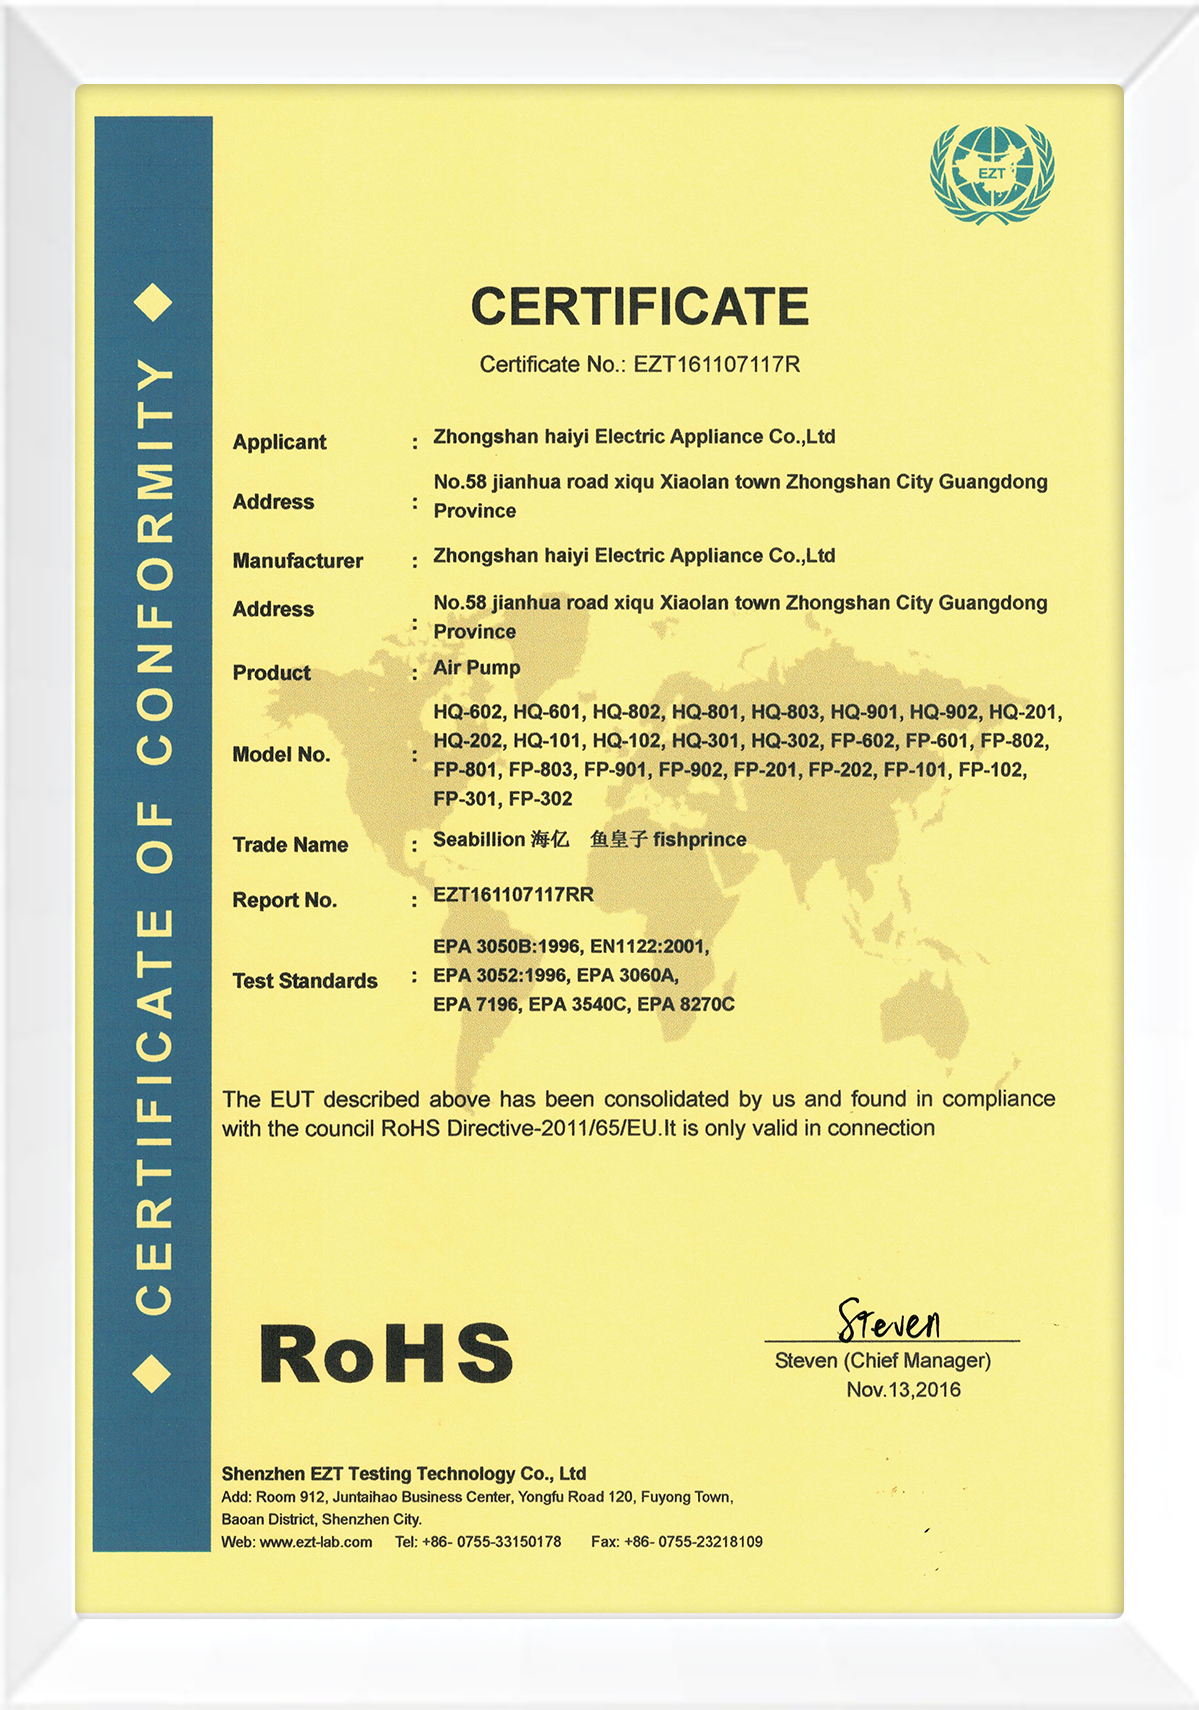 EZT
CERTIFICATE OF CONFORMITY
CERTIFICATE
Certificate No.: EZT161107117R
Applicant : Zhongshan haiyi Electric Appliance Co.,Ltd
Address : No.58 jianhua road xiqu Xiaolan town Zhongshan City Guangdong
Province
Manufacturer : Zhongshan haiyi Electric Appliance Co.,Ltd
Address : No.58 jianhua road xiqu Xiaolan town Zhongshan City Guangdong
Province
Product : Air Pump
Model No. : HQ-602, HQ-601, HQ-802, HQ-801, HQ-803, HQ-901, HQ-902, HQ-201,
HQ-202, HQ-101, HQ-102, HQ-301, HQ-302, FP-602, FP-601, FP-802,
FP-801, FP-803, FP-901, FP-902, FP-201, FP-202, FP-101, FP-102,
FP-301, FP-302
Trade Name : Seabillion 海亿 鱼皇子 fishprince
Report No. : EZT161107117RR
Test Standards : EPA 3050B:1996, EN1122:2001,
EPA 3052:1996, EPA 3060A,
EPA 7196, EPA 3540C, EPA 8270C
The EUT described above has been consolidated by us and found in compliance
with the council RoHS Directive-2011/65/EU.It is only valid in connection
RoHS
Steven
Steven (Chief Manager)
Nov.13,2016
Shenzhen EZT Testing Technology Co., Ltd
Add: Room 912, Juntaihao Business Center, Yongfu Road 120, Fuyong Town,
Baoan District, Shenzhen City.
Web: www.ezt-lab.com Tel: +86- 0755-33150178 Fax: +86- 0755-23218109